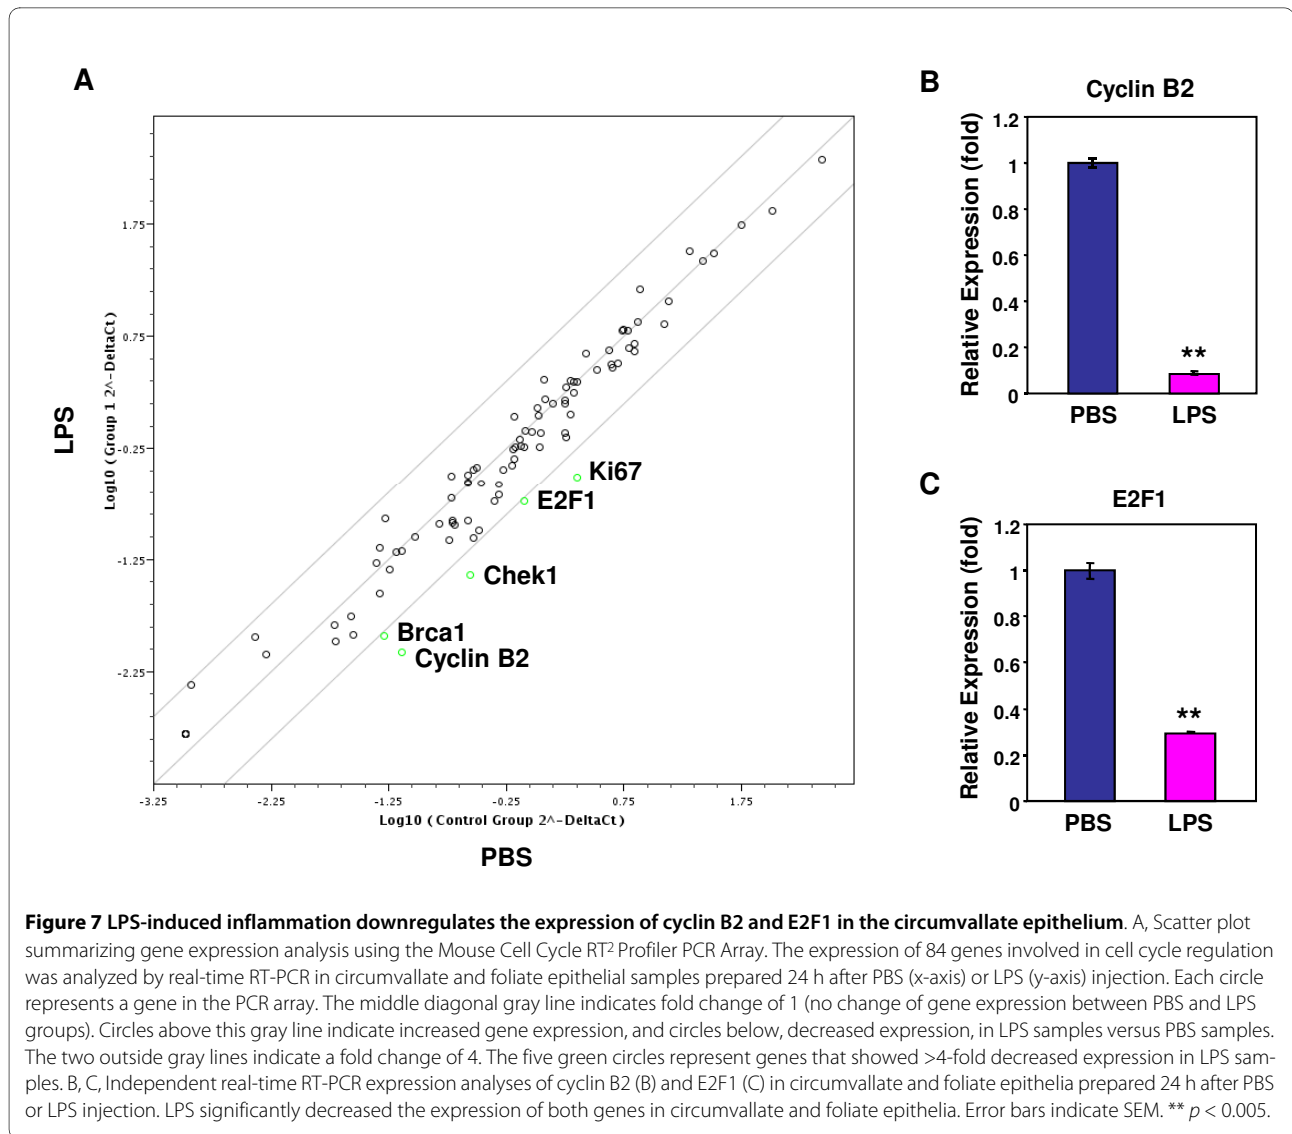 A
LPS
Log10 (Group 1 2^-DeltaCt)
1.75
0.75
-0.25
-1.25
-2.25
Ki67
E2F1
Chek1
Brca1
Cyclin B2
-3.25 -2.25 -1.25 -0.25 0.75 1.75
Log10 (Control Group 2^-DeltaCt)
PBS
B
Cyclin B2
Relative Expression (fold)
1.2
1
0.8
0.6
0.4
0.2
0
**
PBS LPS
C
E2F1
Relative Expression (fold)
1.2
1
0.8
0.6
0.4
0.2
0
**
PBS LPS
Figure 7 LPS-induced inflammation downregulates the expression of cyclin B2 and E2F1 in the circumvallate epithelium. A, Scatter plot
summarizing gene expression analysis using the Mouse Cell Cycle RT2 Profiler PCR Array. The expression of 84 genes involved in cell cycle regulation
was analyzed by real-time RT-PCR in circumvallate and foliate epithelial samples prepared 24 h after PBS (x-axis) or LPS (y-axis) injection. Each circle
represents a gene in the PCR array. The middle diagonal gray line indicates fold change of 1 (no change of gene expression between PBS and LPS
groups). Circles above this gray line indicate increased gene expression, and circles below, decreased expression, in LPS samples versus PBS samples.
The two outside gray lines indicate a fold change of 4. The five green circles represent genes that showed >4-fold decreased expression in LPS sam-
ples. B, C, Independent real-time RT-PCR expression analyses of cyclin B2 (B) and E2F1 (C) in circumvallate and foliate epithelia prepared 24 h after PBS
or LPS injection. LPS significantly decreased the expression of both genes in circumvallate and foliate epithelia. Error bars indicate SEM. ** p < 0.005.